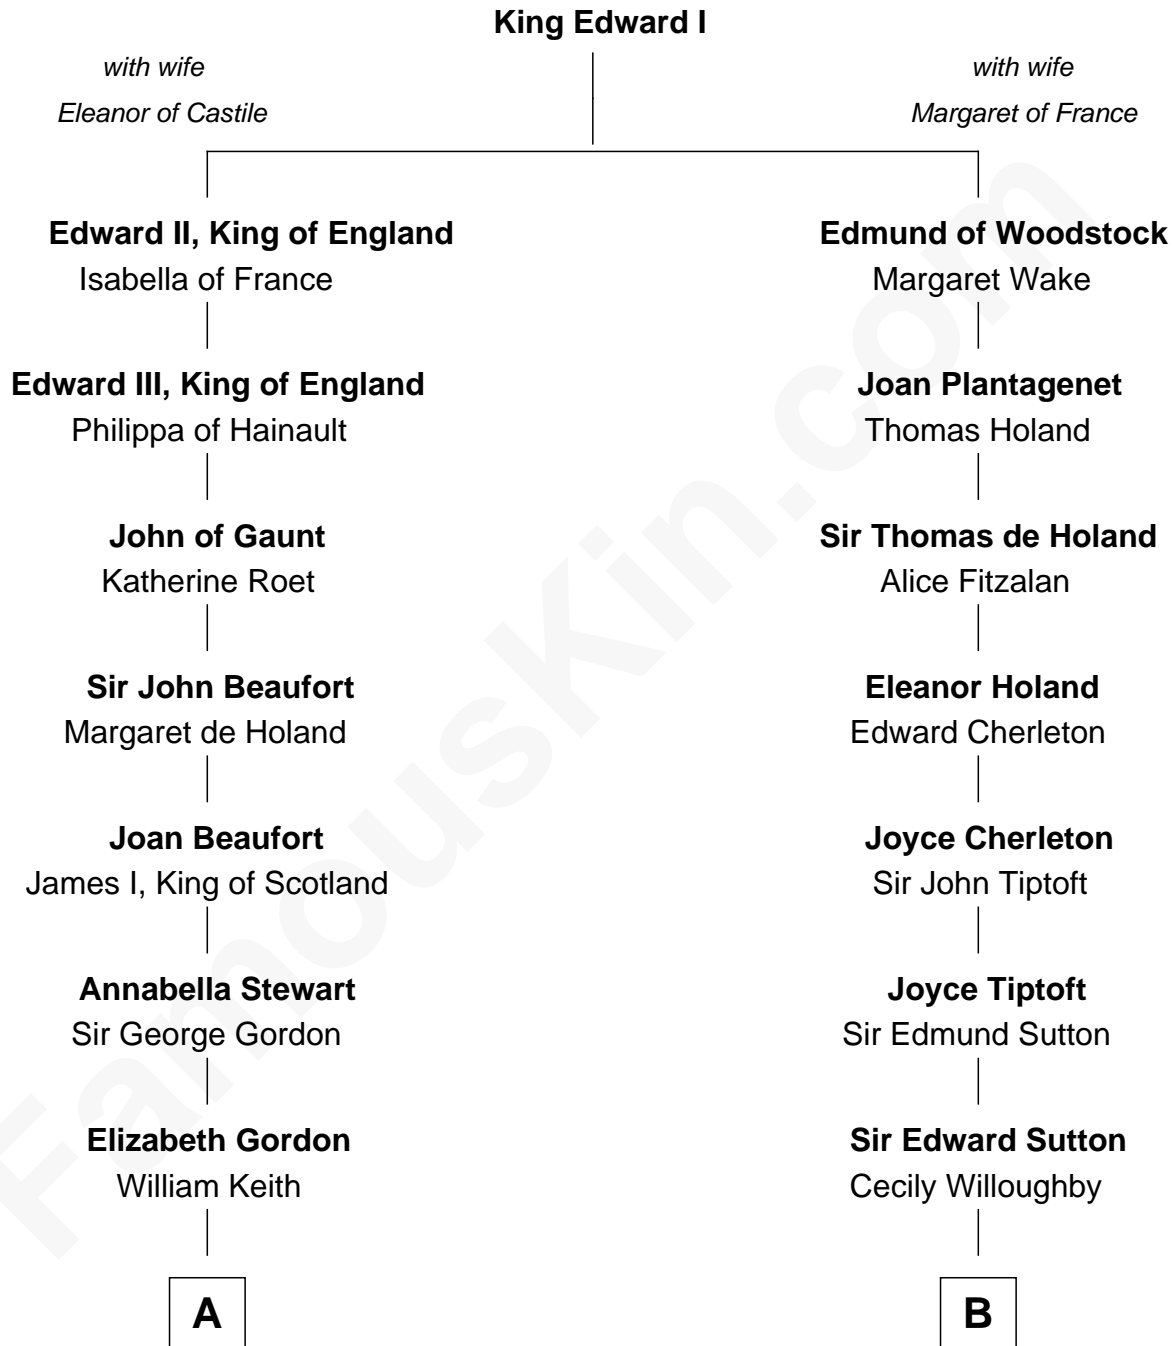 King Edward I
with wife
Eleanor of Castile
with wife
Margaret of France
Edward II, King of England
Isabella of France
Edmund of Woodstock
Margaret Wake
Edward III, King of England
Philippa of Hainault
Joan Plantagenet
Thomas Holand
John of Gaunt
Katherine Roet
Sir Thomas de Holand
Alice Fitzalan
Sir John Beaufort
Margaret de Holand
Eleanor Holand
Edward Cherleton
Joan Beaufort
James I, King of Scotland
Joyce Cherleton
Sir John Tiptoft
Annabella Stewart
Sir George Gordon
Joyce Tiptoft
Sir Edmund Sutton
Elizabeth Gordon
William Keith
Sir Edward Sutton
Cecily Willoughby
A
B
FamousKin.com